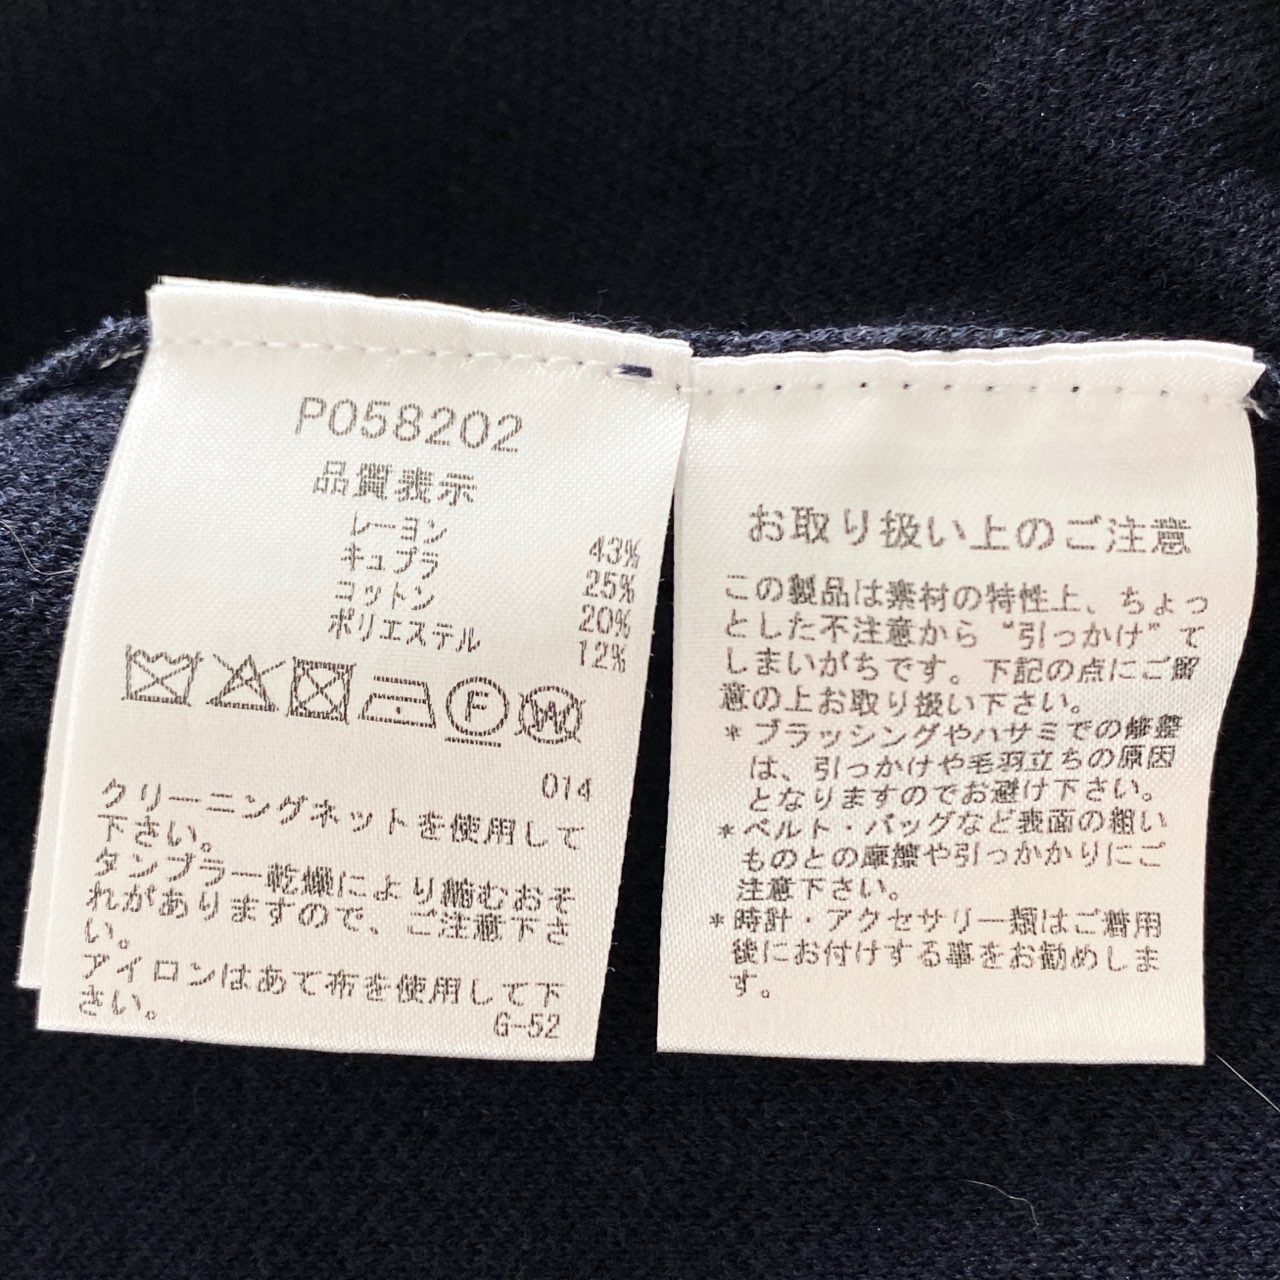 P058202
品質表示
レーヨン 43%
キュプラ 25%
コットン 20%
ポリエステル 12%
F
W
014
クリーニングネットを使用して
下さい。
タンブラー乾燥により縮むおそ
れがありますので、ご注意下さ
い。
アイロンはあて布を使用して下
さい。
G-52
お取り扱い上のご注意
この製品は素材の特性上、ちょっ
とした不注意から“引っかけ”て
しまいがちです。下記の点にご留
意の上お取り扱い下さい。
*ブラッシングやハサミでの解整
は、引っかけや毛羽立ちの原因
となりますのでお避け下さい。
*ベルト・バッグなど表面の粗い
ものとの摩擦や引っかかりにご
注意下さい。
*時計・アクセサリー類はご着用
後にお付けする事をお勧めしま
す。